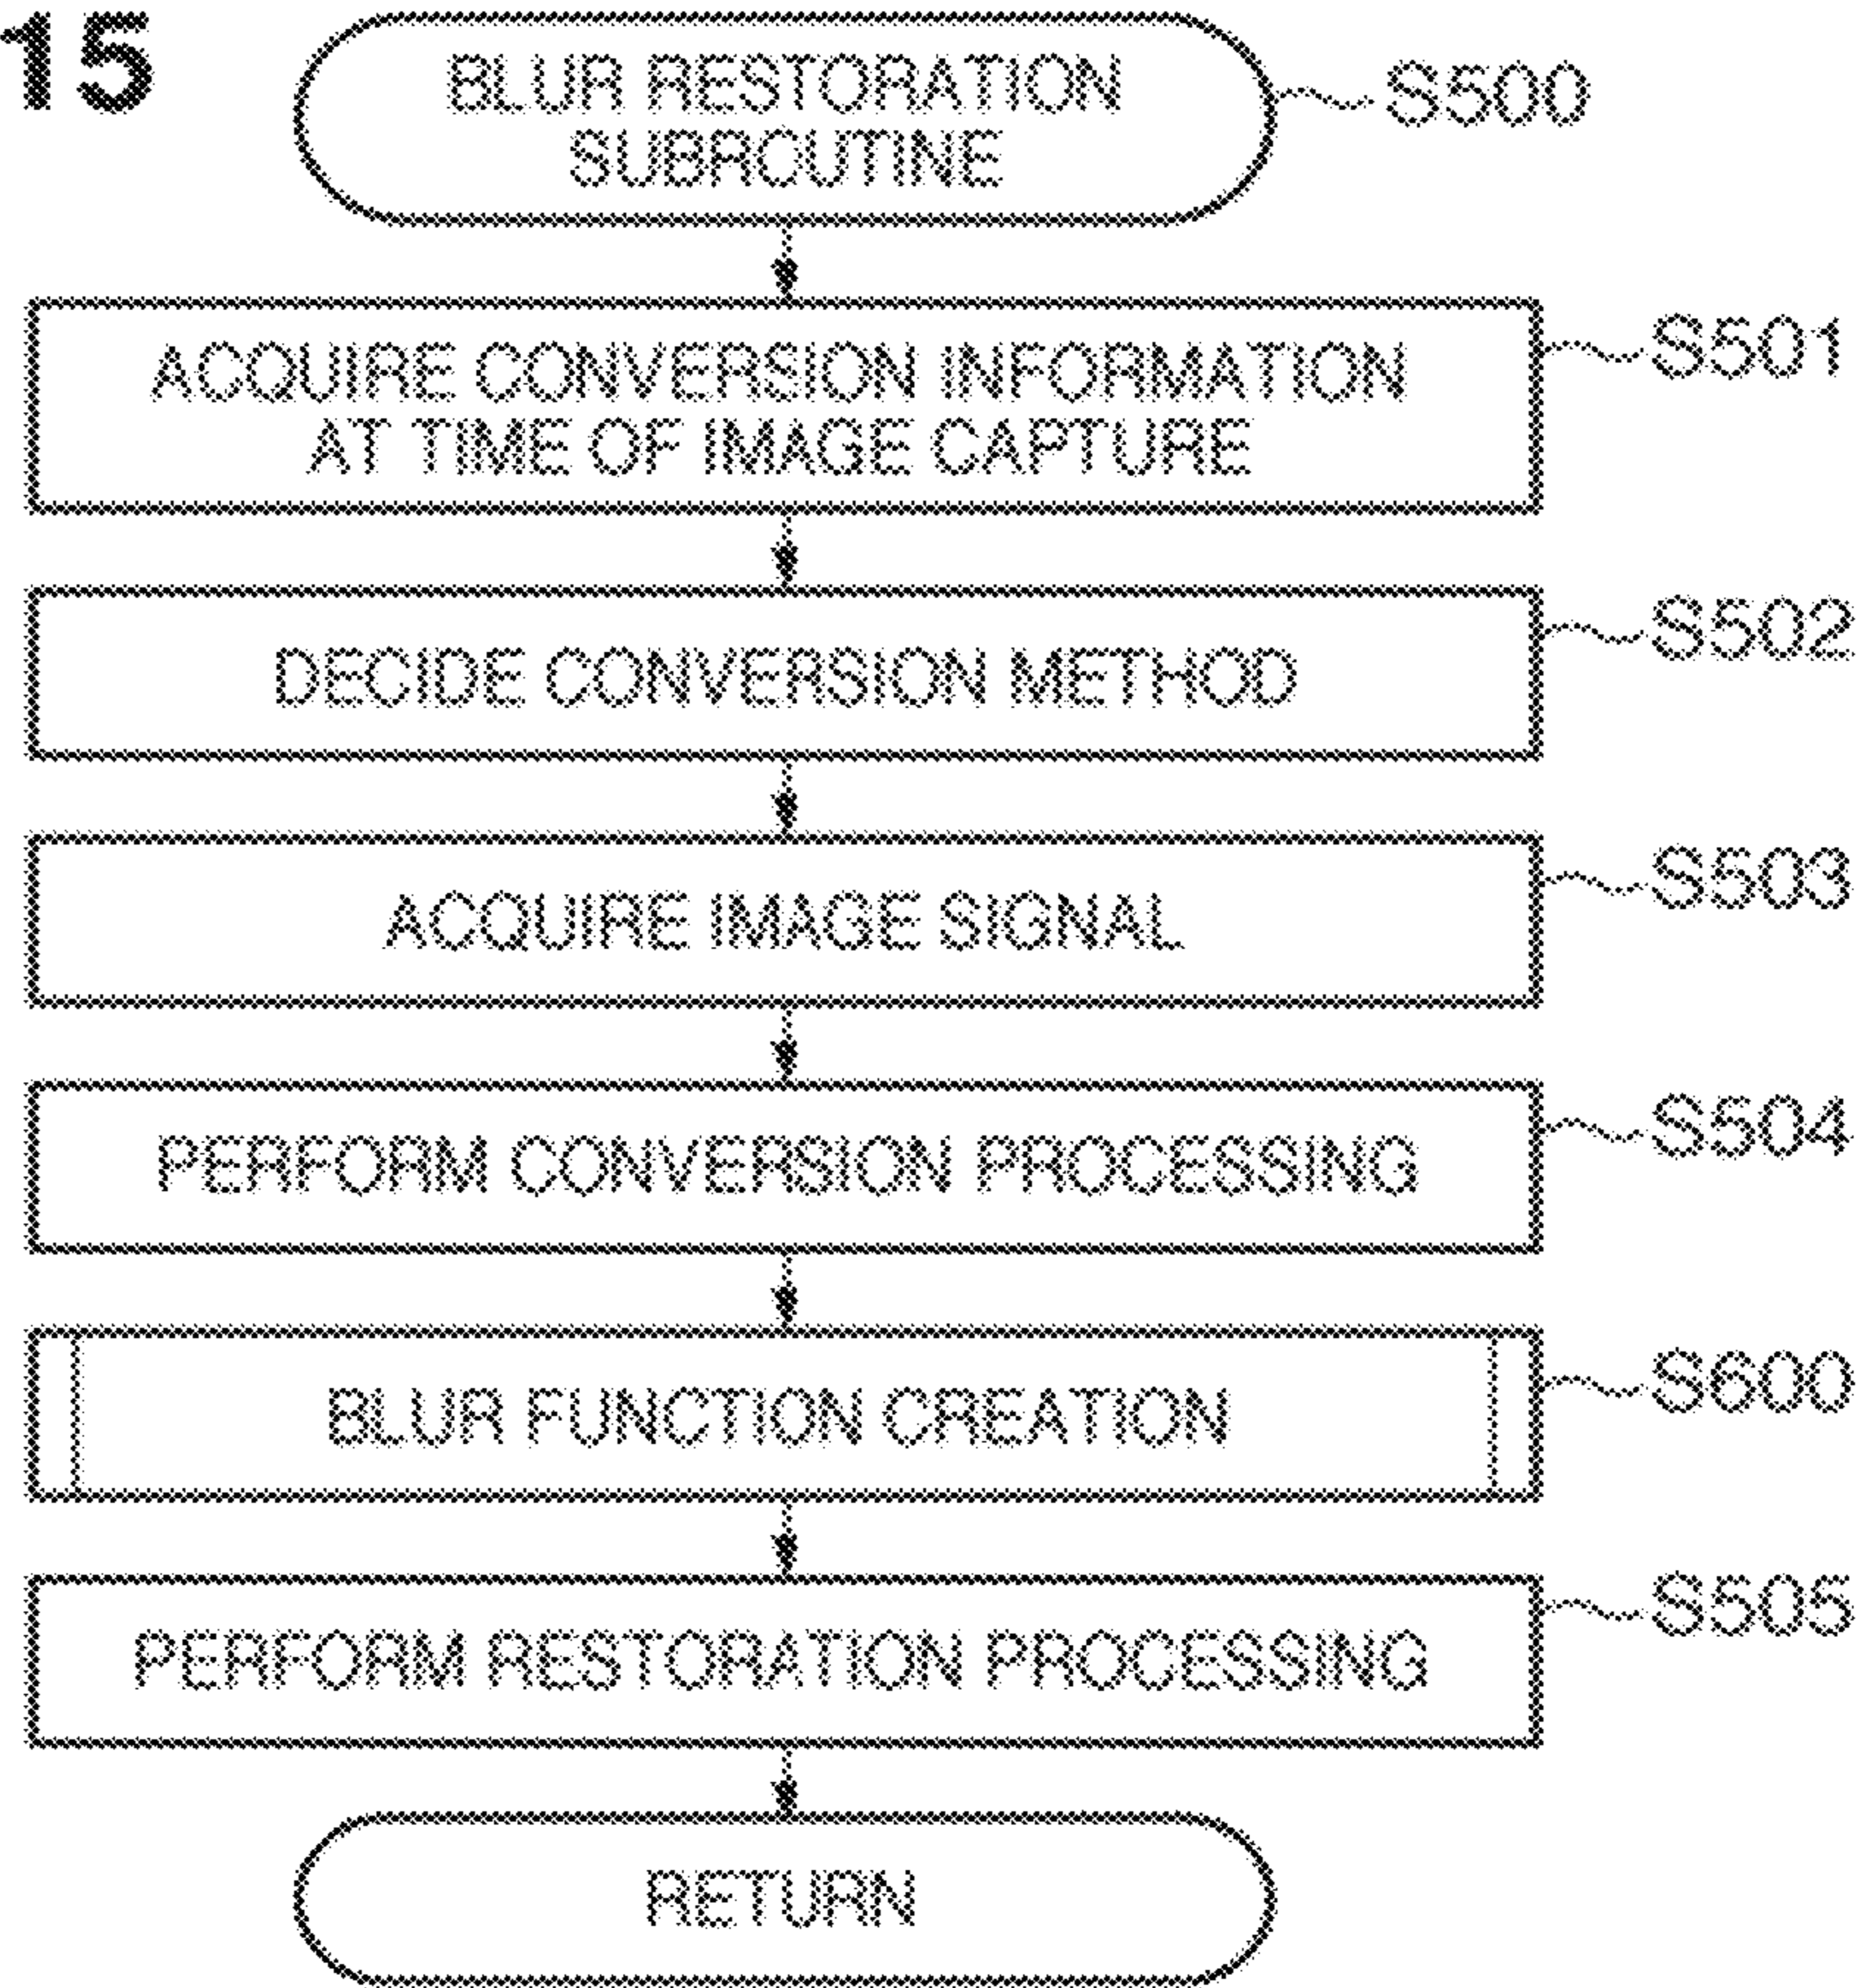 15
BLUR RESTORATION
SUBRCUTINE
S500
ACQUIRE CONVERSION INFORMATION
AT TIME OF IMAGE CAPTURE
S501
DECIDE CONVERSION METHOD
S502
ACQUIRE IMAGE SIGNAL
S503
PERFORM CONVERSION PROCESSING
S504
BLUR FUNCTION CREATION
S600
PERFORM RESTORATION PROCESSING
S505
RETURN